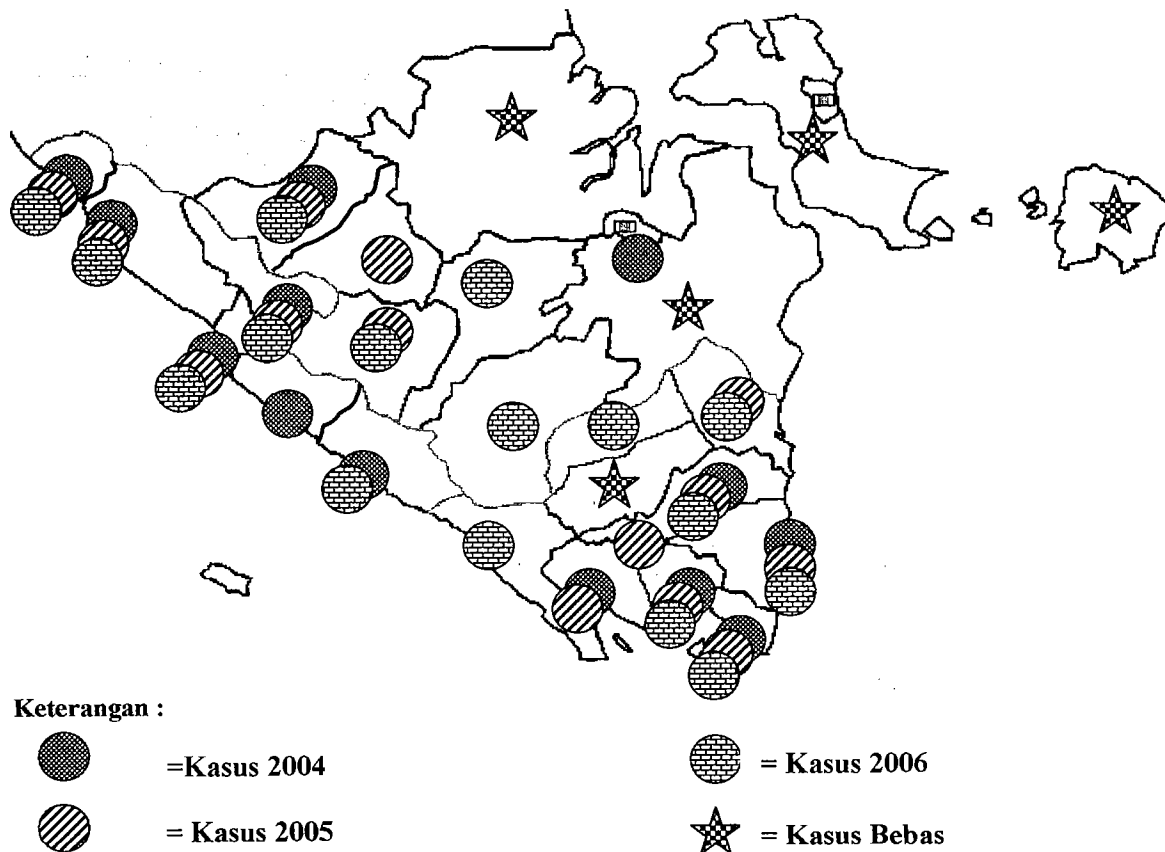 Keterangan :
=Kasus 2004
= Kasus 2006
= Kasus 2005
= Kasus Bebas